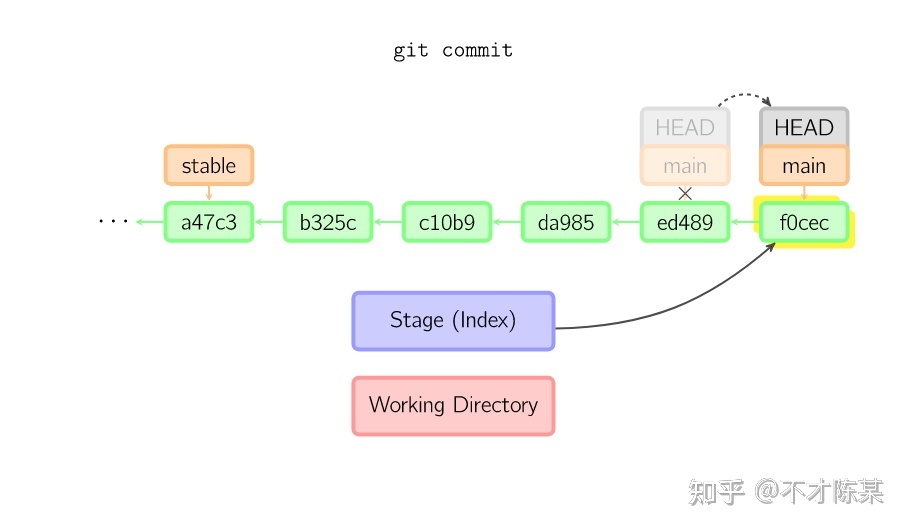 git commit
HEAD HEAD
stable main main
... a47c3 b325c c10b9 da985 ed489 f0cec
Stage (Index)
Working Directory
知乎 @不才陈某